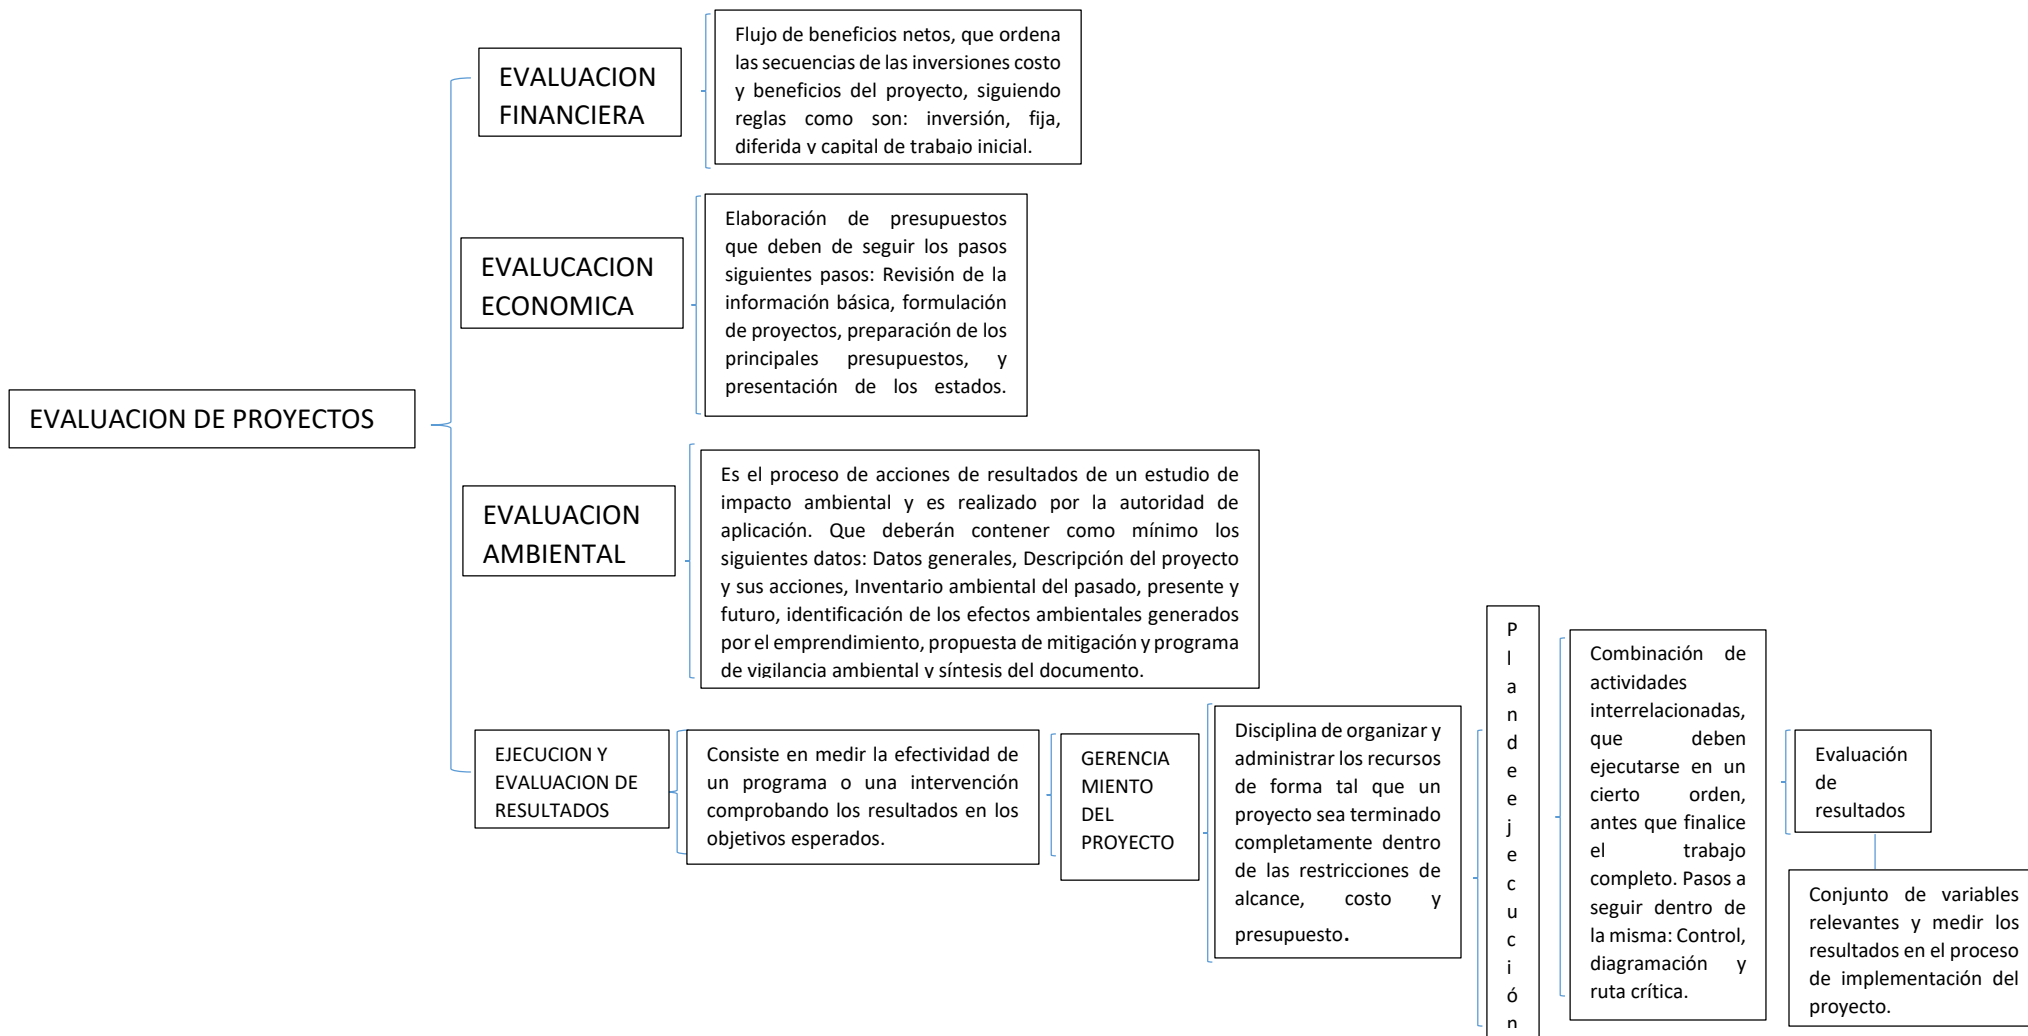 EVALUACION DE PROYECTOS
EVALUACION
FINANCIERA
Flujo de beneficios netos, que ordena
las secuencias de las inversiones costo
y beneficios del proyecto, siguiendo
reglas como son: inversión, fija,
diferida y capital de trabajo inicial.
EVALUCACION
ECONOMICA
Elaboración de presupuestos
que deben de seguir los pasos
siguientes pasos: Revisión de la
información básica, formulación
de proyectos, preparación de los
principales presupuestos, y
presentación de los estados.
EVALUACION
AMBIENTAL
Es el proceso de acciones de resultados de un estudio de
impacto ambiental y es realizado por la autoridad de
aplicación. Que deberán contener como mínimo los
siguientes datos: Datos generales, Descripción del proyecto
y sus acciones, Inventario ambiental del pasado, presente y
futuro, identificación de los efectos ambientales generados
por el emprendimiento, propuesta de mitigación y programa
de vigilancia ambiental y síntesis del documento.
EJECUCION Y
EVALUACION DE
RESULTADOS
Consiste en medir la efectividad de
un programa o una intervención
comprobando los resultados en los
objetivos esperados.
GERENCIA
MIENTO
DEL
PROYECTO
Disciplina de organizar y
administrar los recursos
de forma tal que un
proyecto sea terminado
completamente dentro
de las restricciones de
alcance, costo y
presupuesto.
P
l
a
n
d
e
e
j
e
c
u
c
i
ó
n
Combinación de
actividades
interrelacionadas,
que deben
ejecutarse en un
cierto orden,
antes que finalice
el trabajo
completo. Pasos a
seguir dentro de
la misma: Control,
diagramación y
ruta crítica.
Evaluación
de
resultados
Conjunto de variables
relevantes y medir los
resultados en el proceso
de implementación del
proyecto.